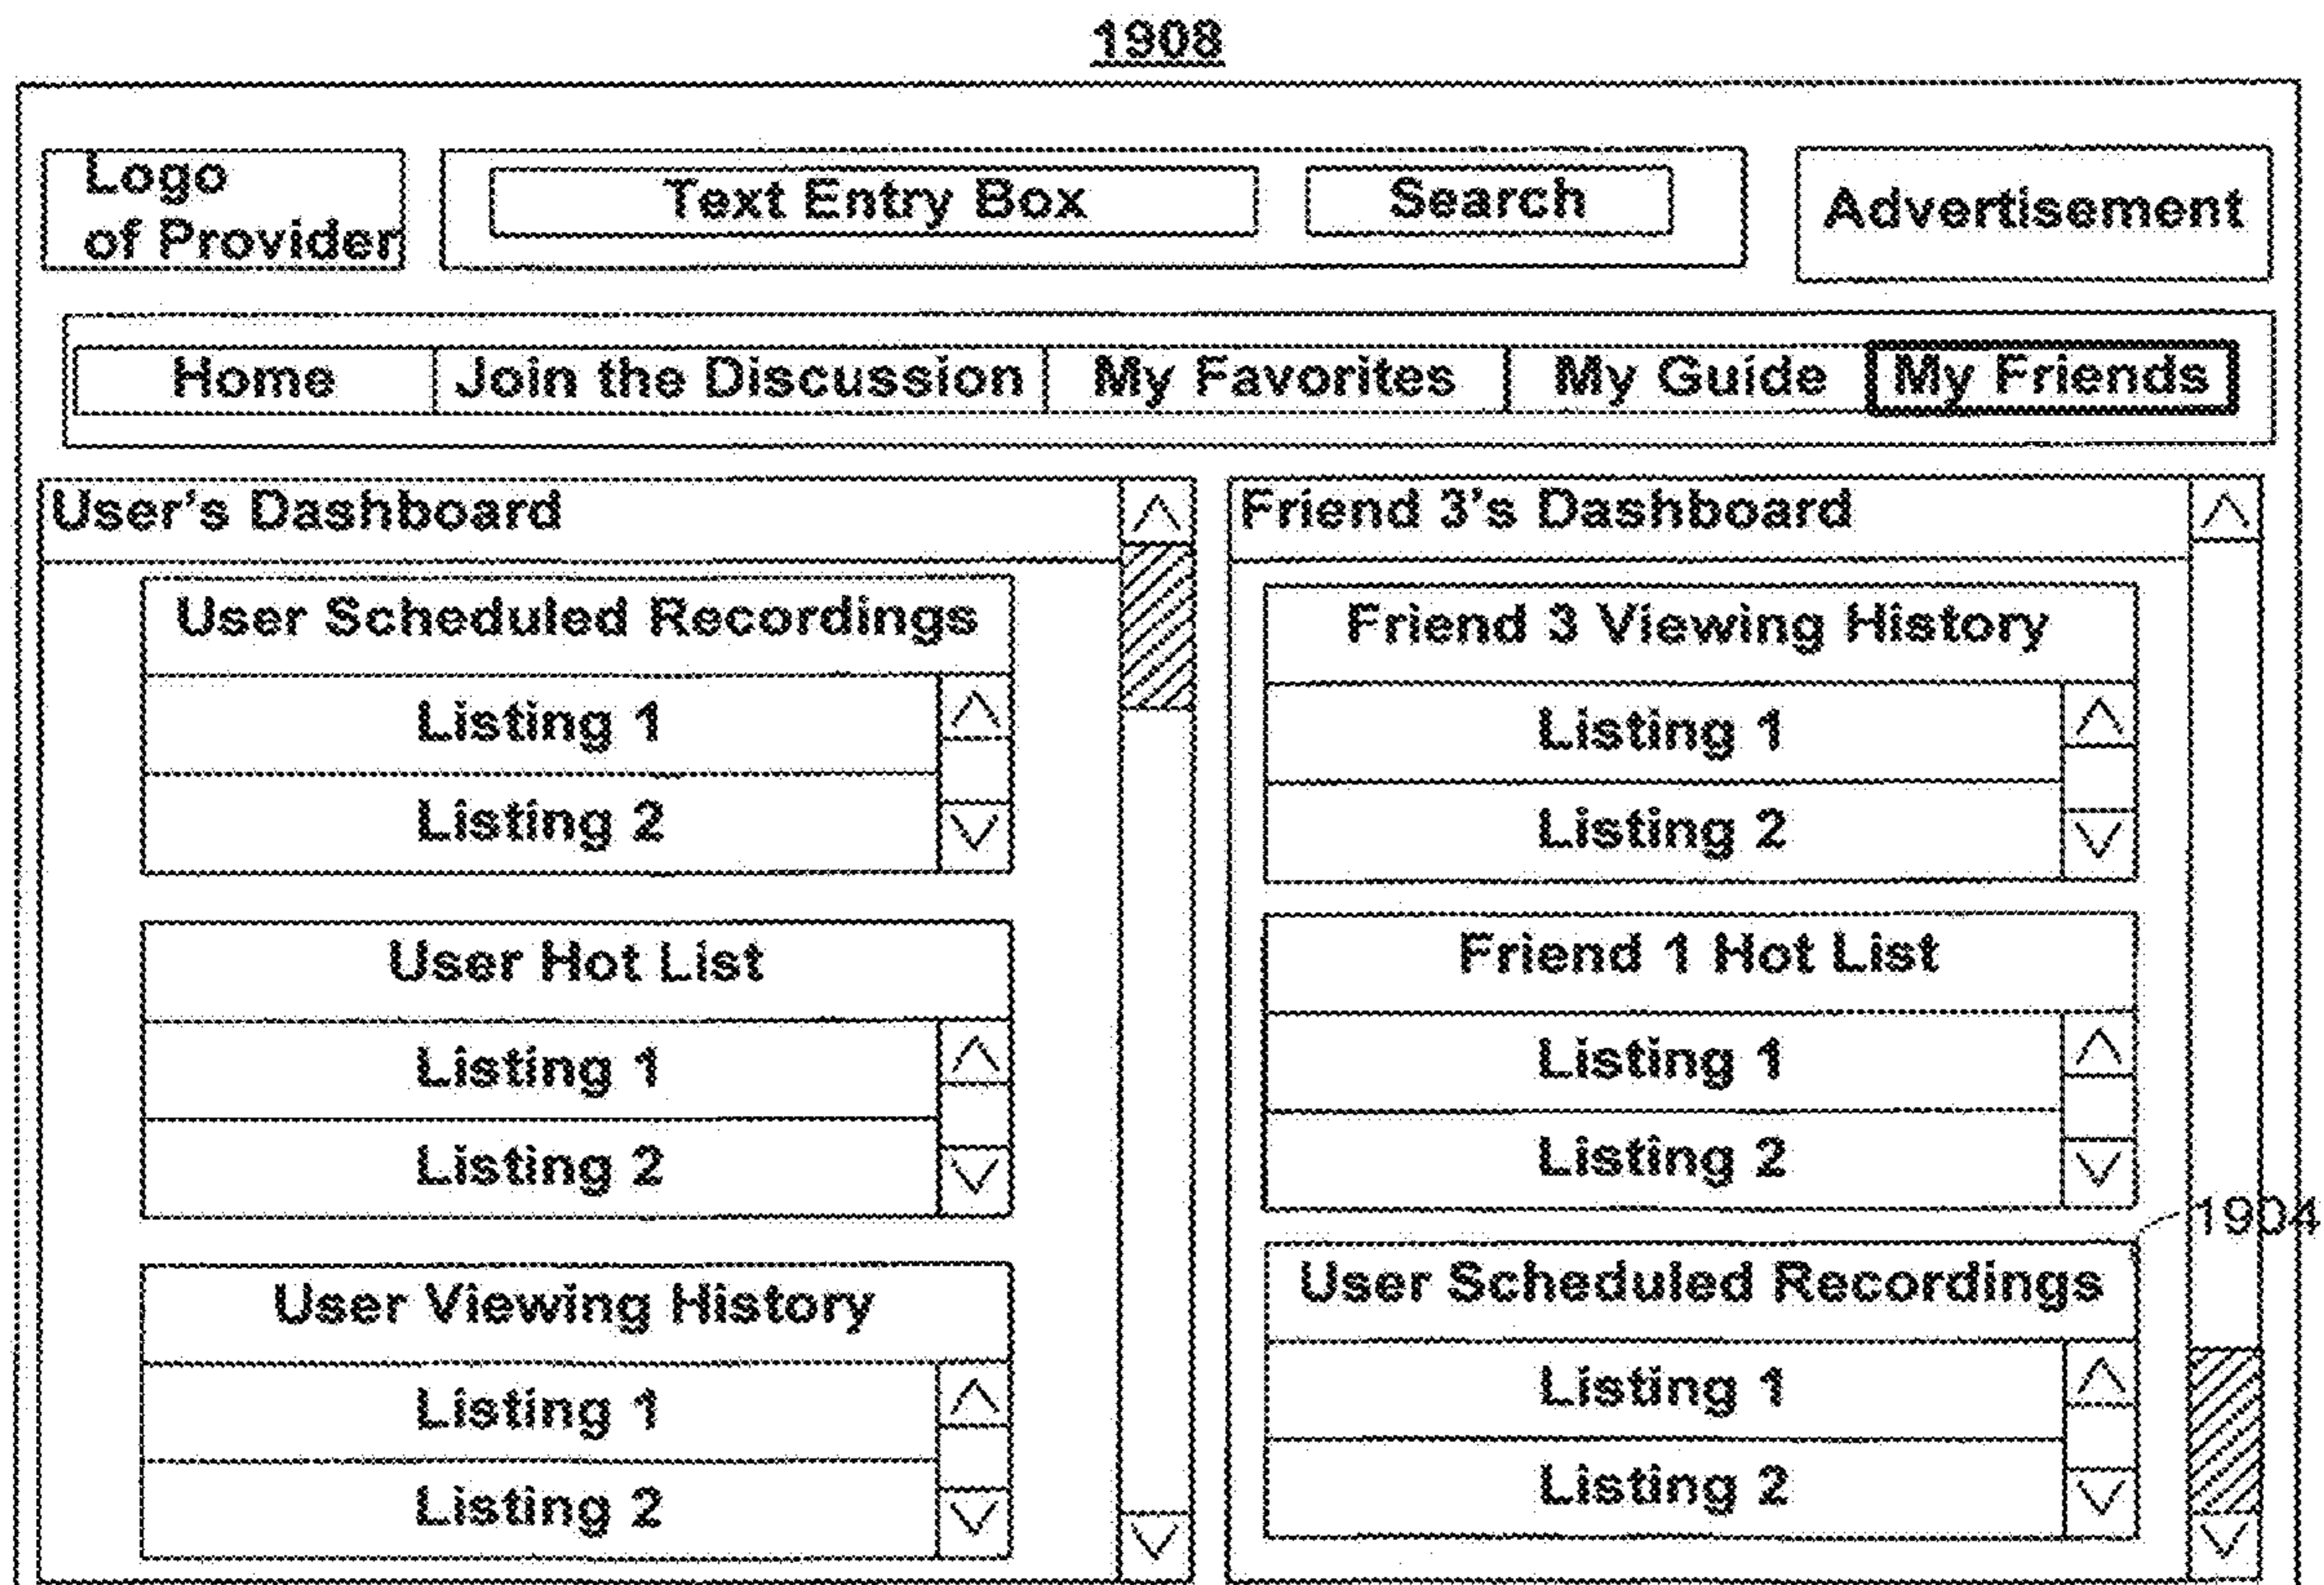 1908
Logo
of Provider
Text Entry Box
Search
Advertisement
Home
Join the Discussion
My Favorites
My Guide
My Friends
User's Dashboard
User Scheduled Recordings
Listing 1
Listing 2
User Hot List
Listing 1
Listing 2
User Viewing History
Listing 1
Listing 2
Friend 3's Dashboard
Friend 3 Viewing History
Listing 1
Listing 2
Friend 1 Hot List
Listing 1
Listing 2
1904
User Scheduled Recordings
Listing 1
Listing 2